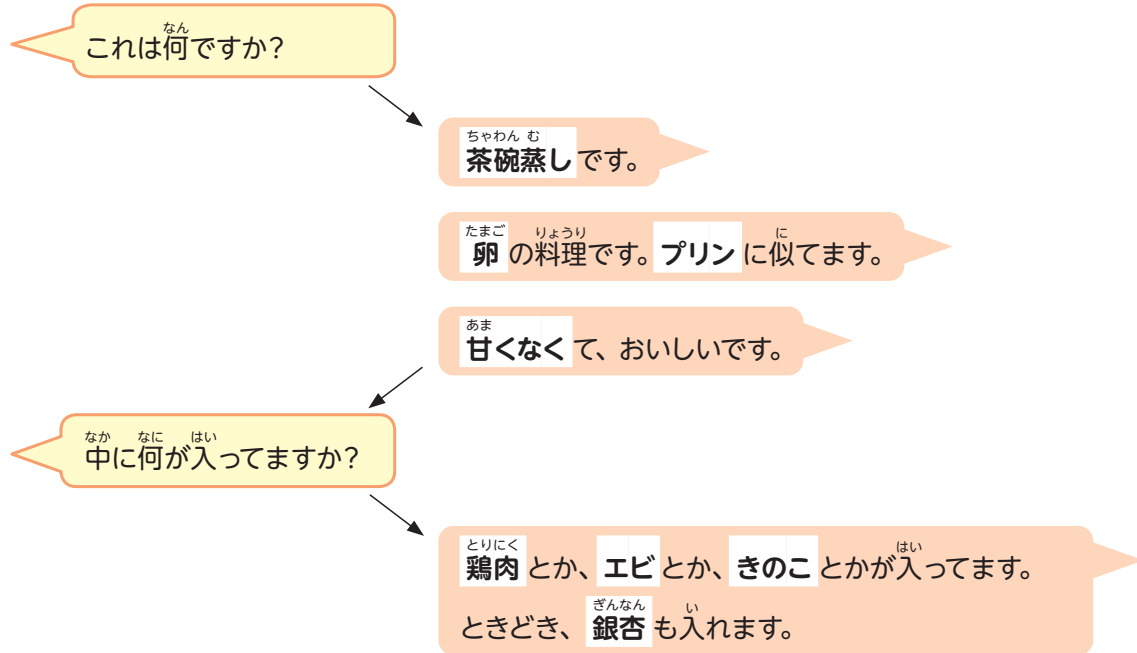 これは何ですか？
茶碗蒸しです。
卵の料理です。プリンに似てます。
甘くなくて、おいしいです。
中に何が入ってますか？
鶏肉とか、エビとか、きのことかが入ってます。
ときどき、銀杏も入れます。